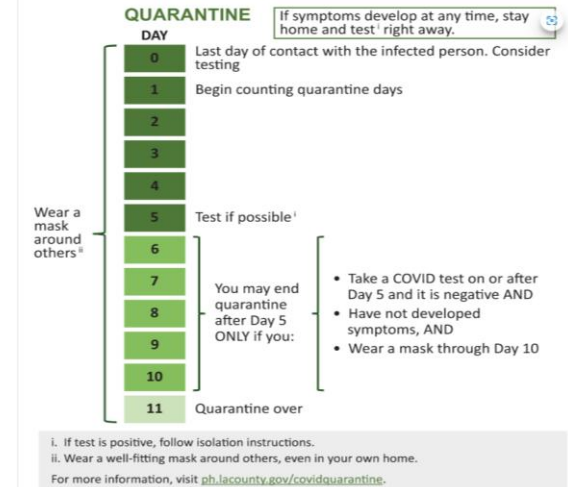 QUARANTINE
If symptoms develop at any time, stay
home and test i right away.
DAY
0
Last day of contact with the infected person. Consider
testing
1
Begin counting quarantine days
2
3
4
Wear a
mask
around
others ii
5
Test if possible i
6
7
8
9
10
You may end
quarantine
after Day 5
ONLY if you:
• Take a COVID test on or after
Day 5 and it is negative AND
• Have not developed
symptoms, AND
• Wear a mask through Day 10
11
Quarantine over
i. If test is positive, follow isolation instructions.
ii. Wear a well-fitting mask around others, even in your own home.
For more information, visit ph.lacounty.gov/covidquarantine.